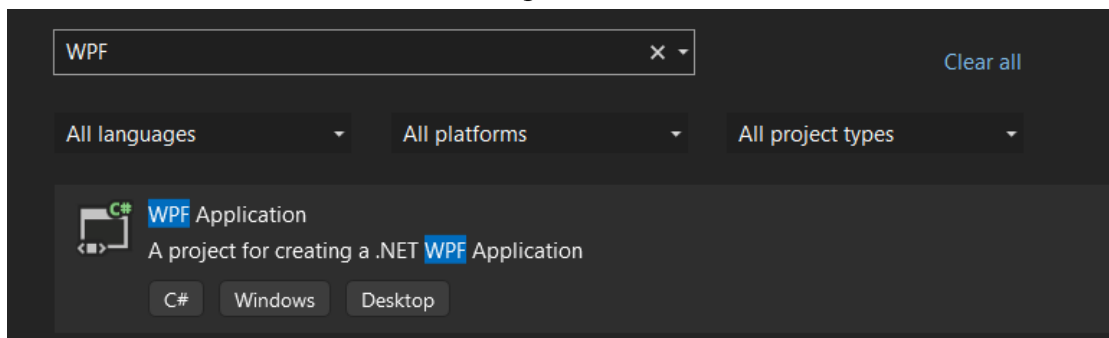 WPF
Clear all
All languages All platforms All project types
C#
WPF Application
A project for creating a .NET WPF Application
C# Windows Desktop